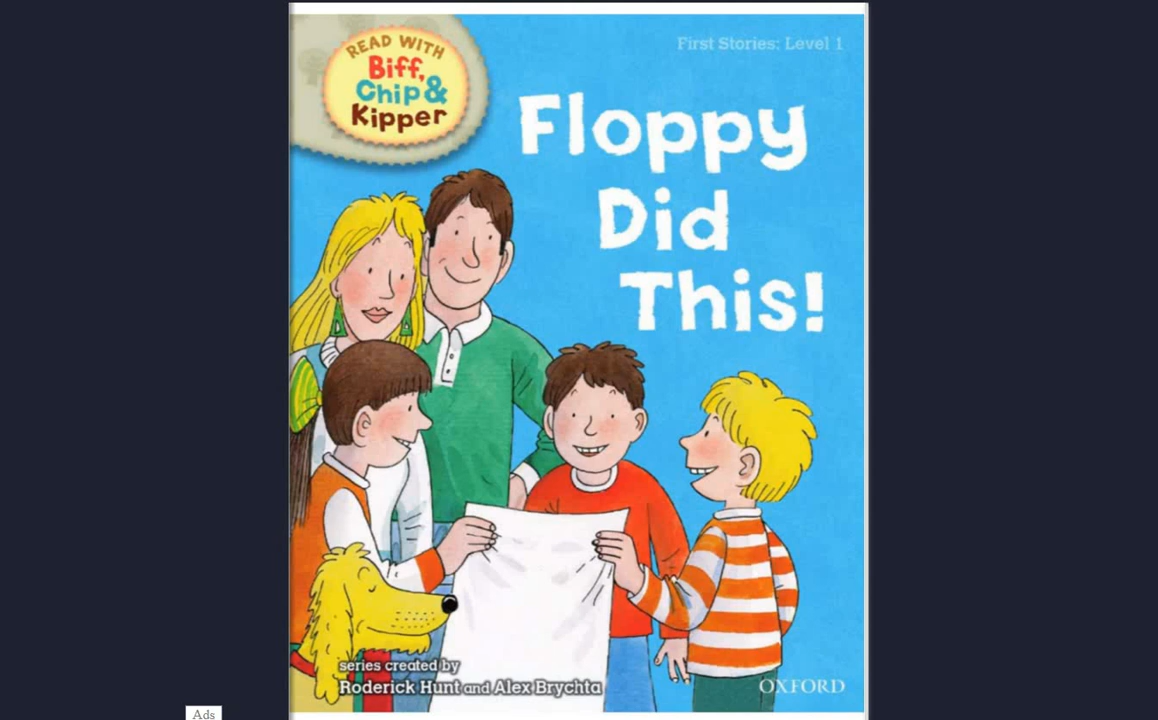 READ WITH
Biff,
Chip &
Kipper
First Stories: Level 1
Floppy
Did
This!
series created by
Roderick Hunt and Alex Brychta
OXFORD
Ads